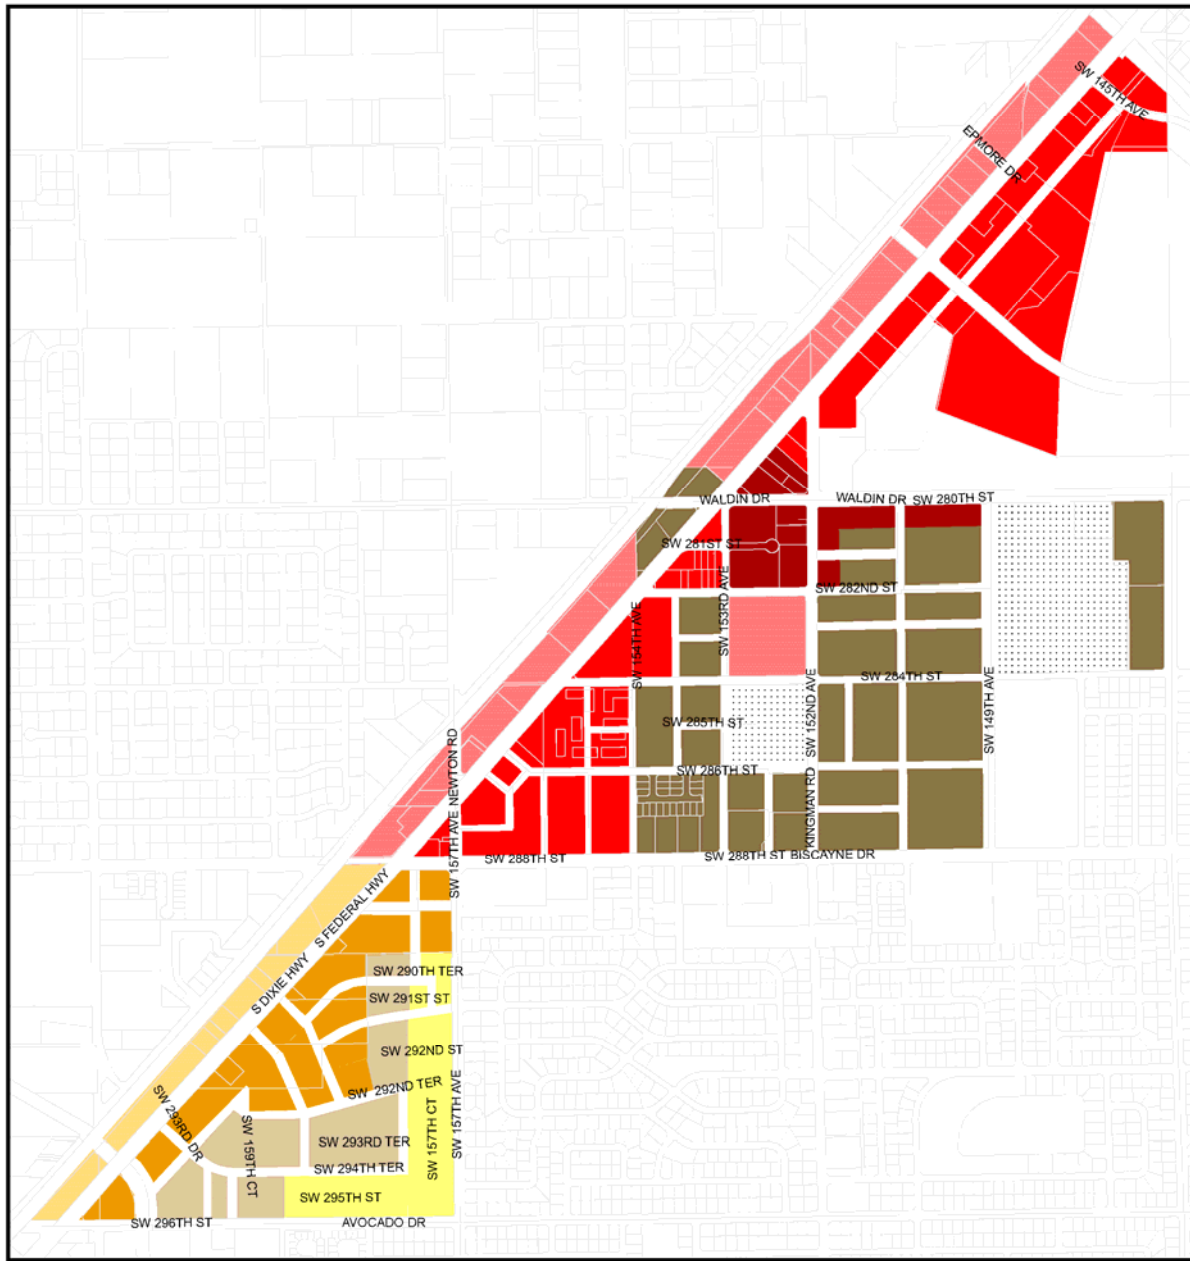 SW 145TH AVE
EPMORE DR
WALDIN DR
WALDIN DR
SW 280TH ST
SW 281ST ST
SW 282ND ST
SW 153RD AVE
SW 154TH AVE
SW 284TH ST
SW 152ND AVE
SW 149TH AVE
SW 285TH ST
SW 286TH ST
KINGMAN RD
SW 157TH AVE NEWTON RD
SW 288TH ST
SW 288TH ST BISCAYNE DR
S FEDERAL HWY
S DIXIE HWY
SW 290TH TER
SW 291ST ST
SW 292ND ST
SW 292ND TER
SW 157TH AVE
SW 157TH CT
SW 293RD DR
SW 159TH CT
SW 293RD TER
SW 294TH TER
SW 295TH ST
SW 296TH ST
AVOCADO DR